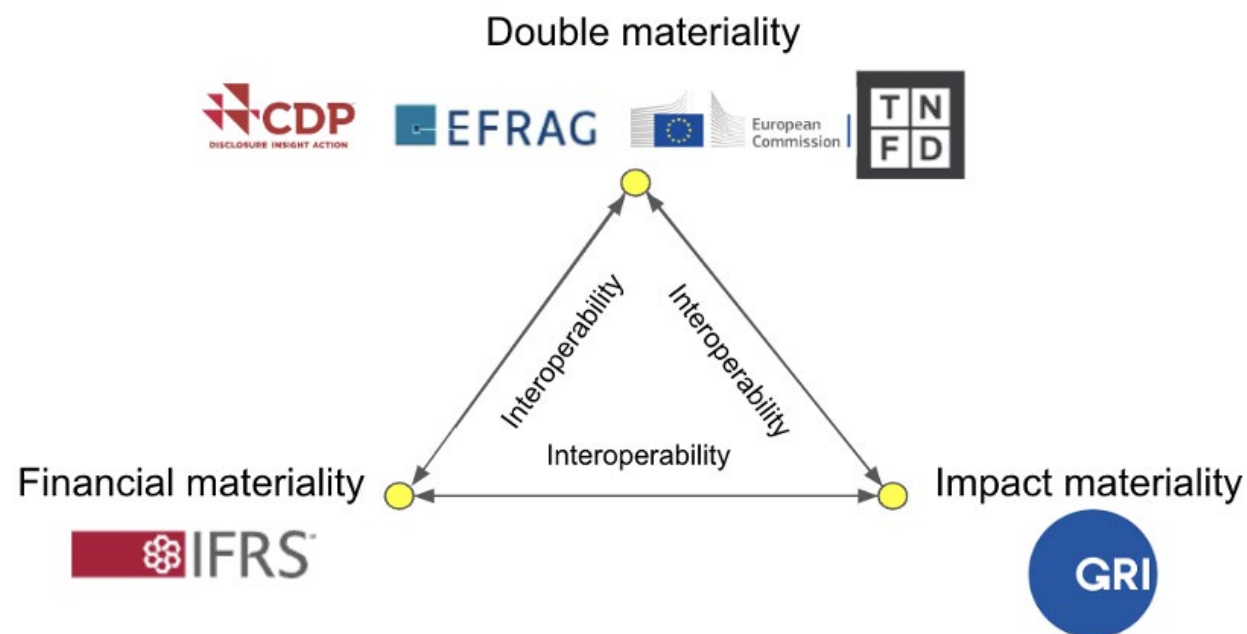 Double materiality
CDP
DISCLOSURE INSIGHT ACTION
EFRAG
European
Commission
T N
F D
Interoperability
Interoperability
Interoperability
Financial materiality
Impact materiality
IFRS
GRI